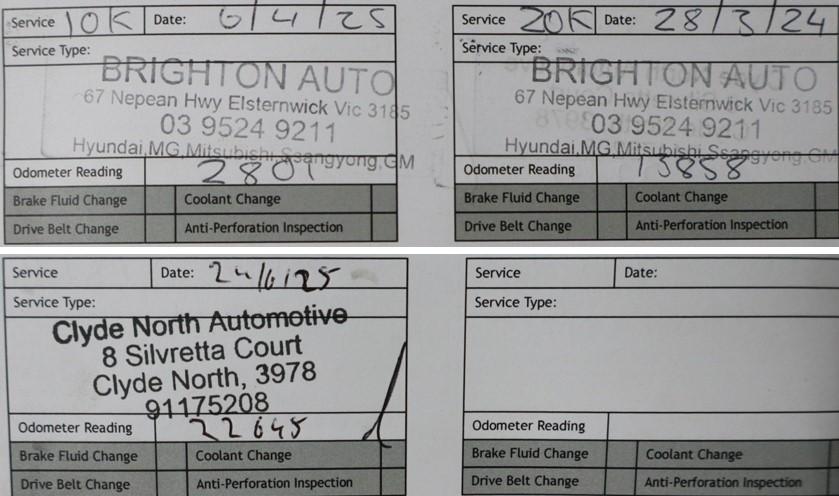 Service 10K Date: 6/4/25
Service Type:
BRIGHTON AUTO
67 Nepean Hwy Elsternwick Vic 3185
03 9524 9211
Hyundai,MG,Mitsubishi,Ssangyong,GM
Odometer Reading 2801
Brake Fluid Change Coolant Change
Drive Belt Change Anti-Perforation Inspection
Service 20K Date: 28/3/24
Service Type:
BRIGHTON AUTO
67 Nepean Hwy Elsternwick Vic 3185
03 9524 9211
Hyundai,MG,Mitsubishi,Ssangyong,GM
Odometer Reading 13858
Brake Fluid Change Coolant Change
Drive Belt Change Anti-Perforation Inspection
Service Date: 24/6/25
Service Type:
Clyde North Automotive
8 Silvretta Court
Clyde North, 3978
91175208
Odometer Reading 22645
Brake Fluid Change Coolant Change
Drive Belt Change Anti-Perforation Inspection
Service Date:
Service Type:
Odometer Reading
Brake Fluid Change Coolant Change
Drive Belt Change Anti-Perforation Inspection